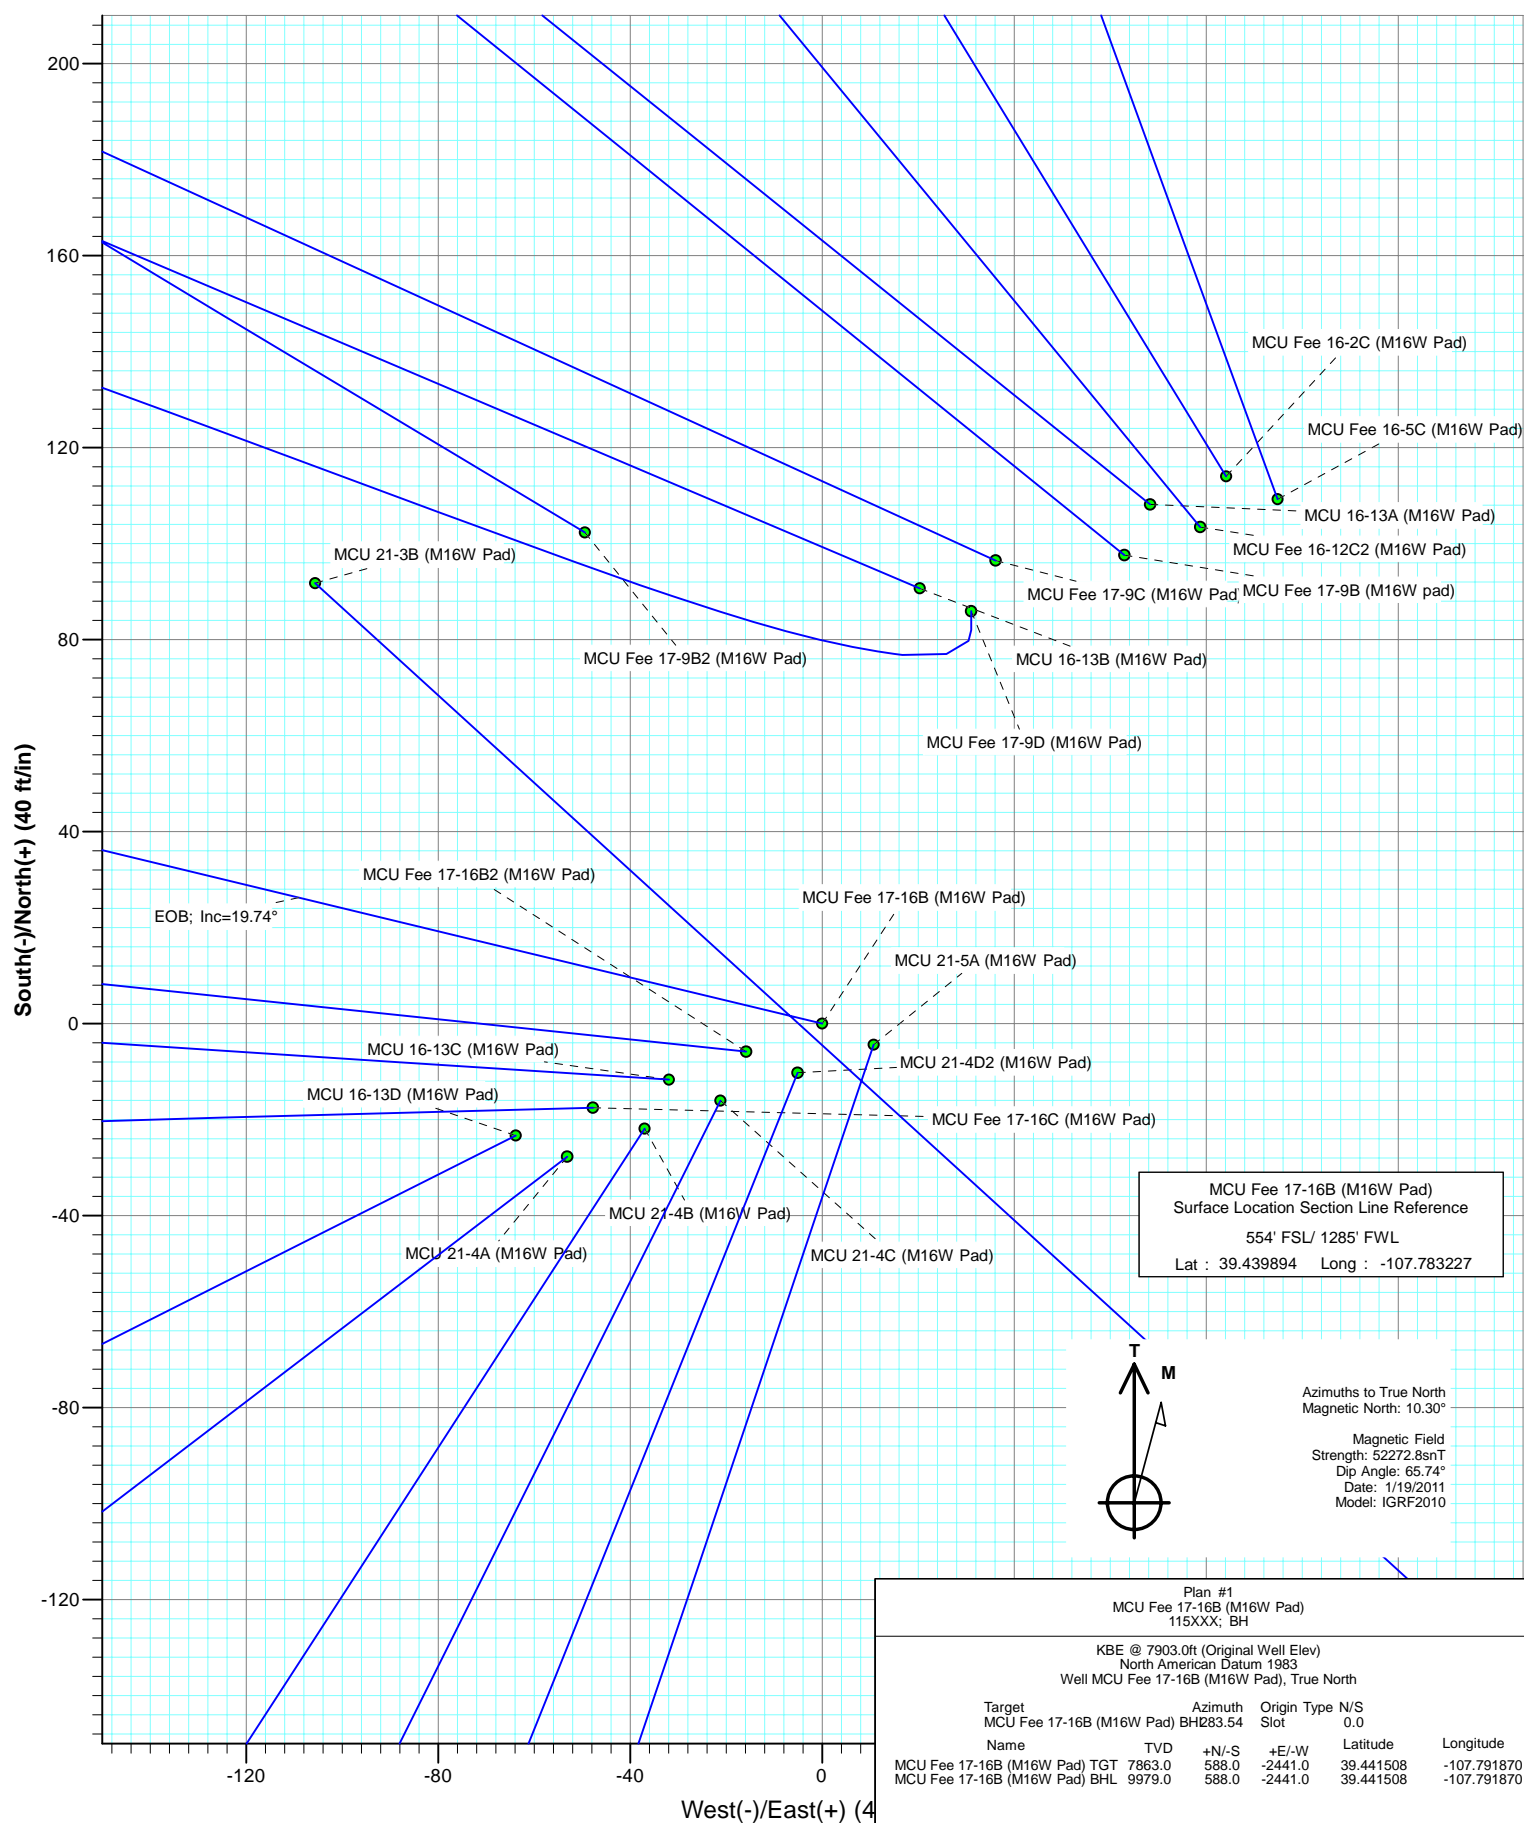 200
160
120
80
40
0
-40
-80
-120
South(-)/North(+) (40 ft/in)
MCU Fee 16-2C (M16W Pad)
MCU Fee 16-5C (M16W Pad)
MCU 16-13A (M16W Pad)
MCU Fee 16-12C2 (M16W Pad)
MCU Fee 17-9B (M16W pad)
MCU Fee 17-9C (M16W Pad)
MCU 21-3B (M16W Pad)
MCU Fee 17-9B2 (M16W Pad)
MCU 16-13B (M16W Pad)
MCU Fee 17-9D (M16W Pad)
MCU Fee 17-16B2 (M16W Pad)
MCU Fee 17-16B (M16W Pad)
EOB; Inc=19.74°
MCU 21-5A (M16W Pad)
MCU 16-13C (M16W Pad)
MCU 21-4D2 (M16W Pad)
MCU 16-13D (M16W Pad)
MCU Fee 17-16C (M16W Pad)
MCU 21-4B (M16W Pad)
MCU 21-4A (M16W Pad)
MCU 21-4C (M16W Pad)
MCU Fee 17-16B (M16W Pad)
Surface Location Section Line Reference
554' FSL/ 1285' FWL
Lat : 39.439894 Long : -107.783227
T
M
Azimuths to True North
Magnetic North: 10.30°
Magnetic Field
Strength: 52272.8snT
Dip Angle: 65.74°
Date: 1/19/2011
Model: IGRF2010
Plan #1
MCU Fee 17-16B (M16W Pad)
115XXX; BH
KBE @ 7903.0ft (Original Well Elev)
North American Datum 1983
Well MCU Fee 17-16B (M16W Pad), True North
Target Azimuth Origin Type N/S
MCU Fee 17-16B (M16W Pad) BHL 283.54 Slot 0.0
Name TVD +N/-S +E/-W Latitude Longitude
MCU Fee 17-16B (M16W Pad) TGT 7863.0 588.0 -2441.0 39.441508 -107.791870
MCU Fee 17-16B (M16W Pad) BHL 9979.0 588.0 -2441.0 39.441508 -107.791870
-120 -80 -40 0
West(-)/East(+) (4